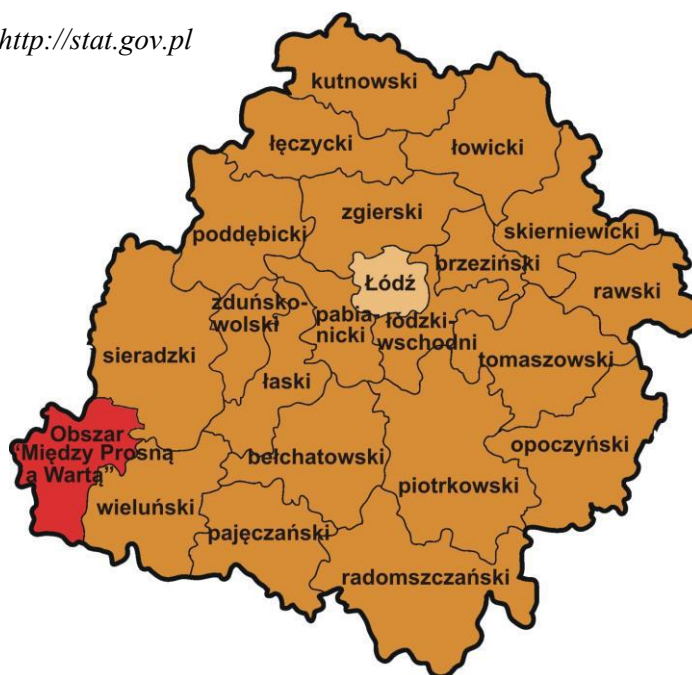 http://stat.gov.pl
kutnowski
łęczycki
łowicki
zgierski
poddębicki
skierniewicki
brzeziński
Łódź
rawski
zduńsko-
wolski
pabia-
nicki
łódzki-
wschodni
sieradzki
tomaszowski
łaski
Obszar
"Między Prosną
a Wartą"
opoczyński
bełchatowski
piotrkowski
wieluński
pajęczański
radomszczański